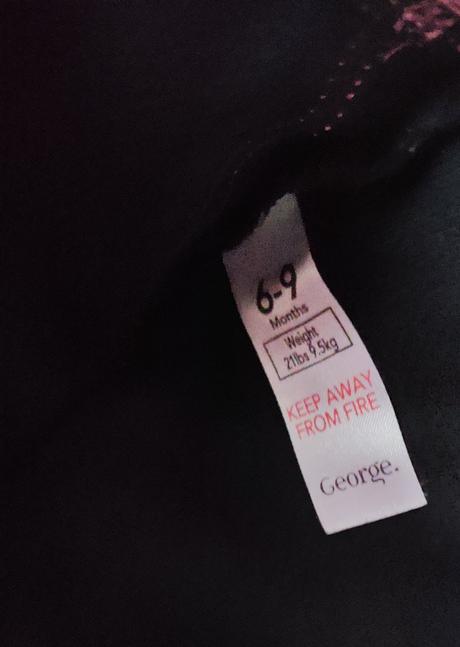 6-9
Months
Weight
21lbs 9.5kg
KEEP AWAY
FROM FIRE
George.